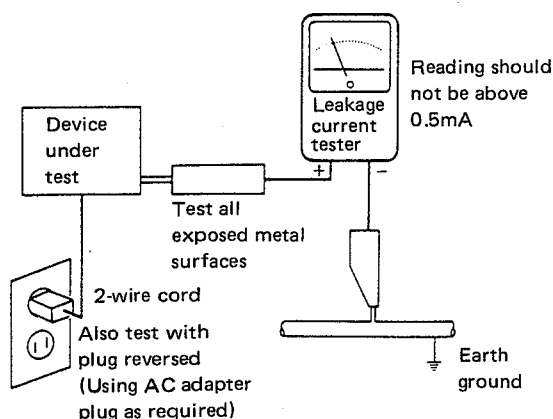 Device
under
test
Leakage
current
tester
+ -
Reading should
not be above
0.5mA
Test all
exposed metal
surfaces
2-wire cord
Also test with
plug reversed
(Using AC adapter
plug as required)
Earth
ground